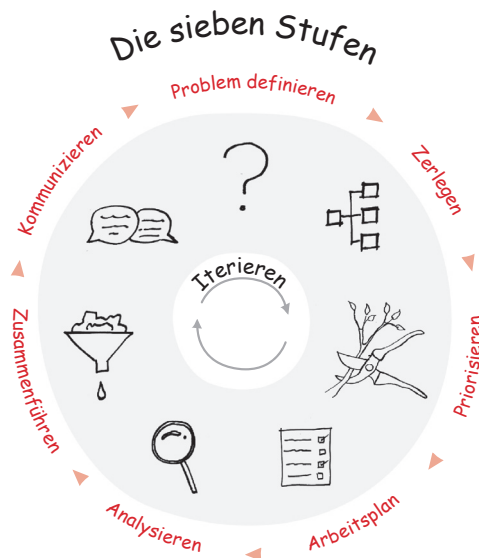 Die sieben Stufen
Problem definieren
Zerlegen
Priorisieren
Arbeitsplan
Analysieren
Zusammenführen
Kommunizieren
Iterieren